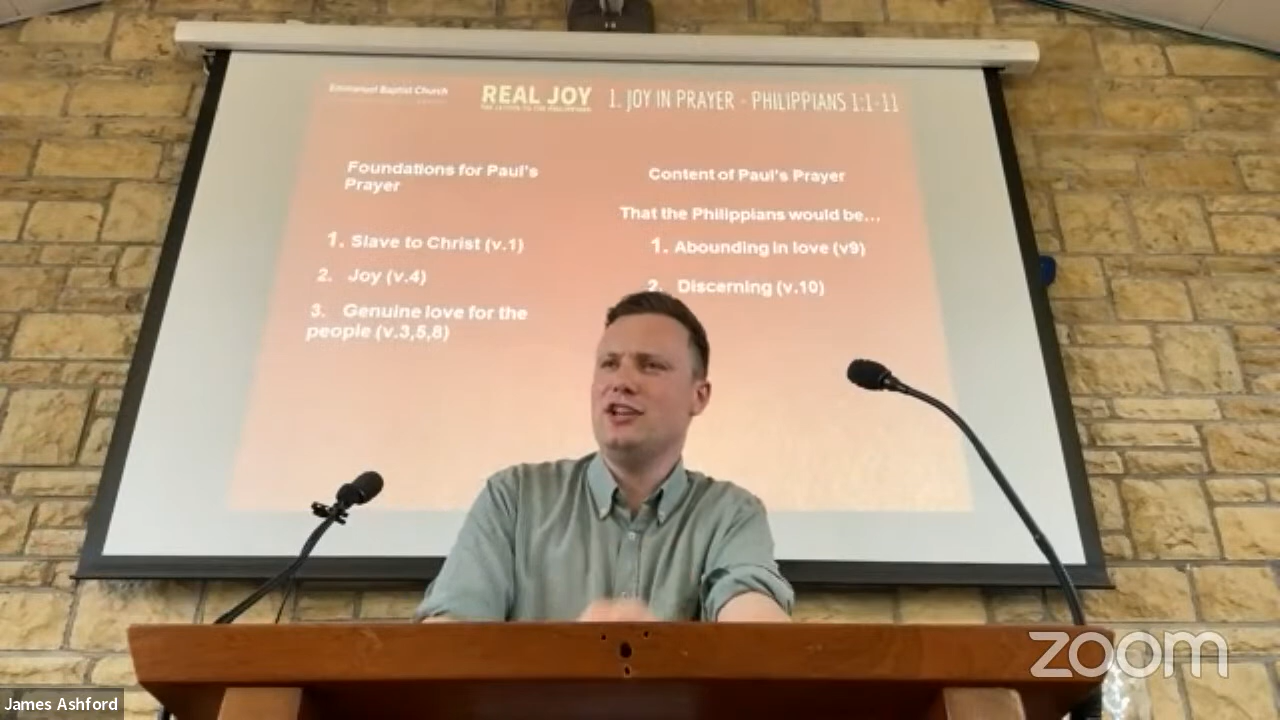 Emmanuel Baptist Church
REAL JOY
1. JOY IN PRAYER - PHILIPPIANS 1:1-11
Foundations for Paul's
Prayer
1. Slave to Christ (v.1)
2. Joy (v.4)
3. Genuine love for the
people (v.3,5,8)
Content of Paul's Prayer
That the Philippians would be...
1. Abounding in love (v9)
2. Discerning (v.10)
zoom
James Ashford